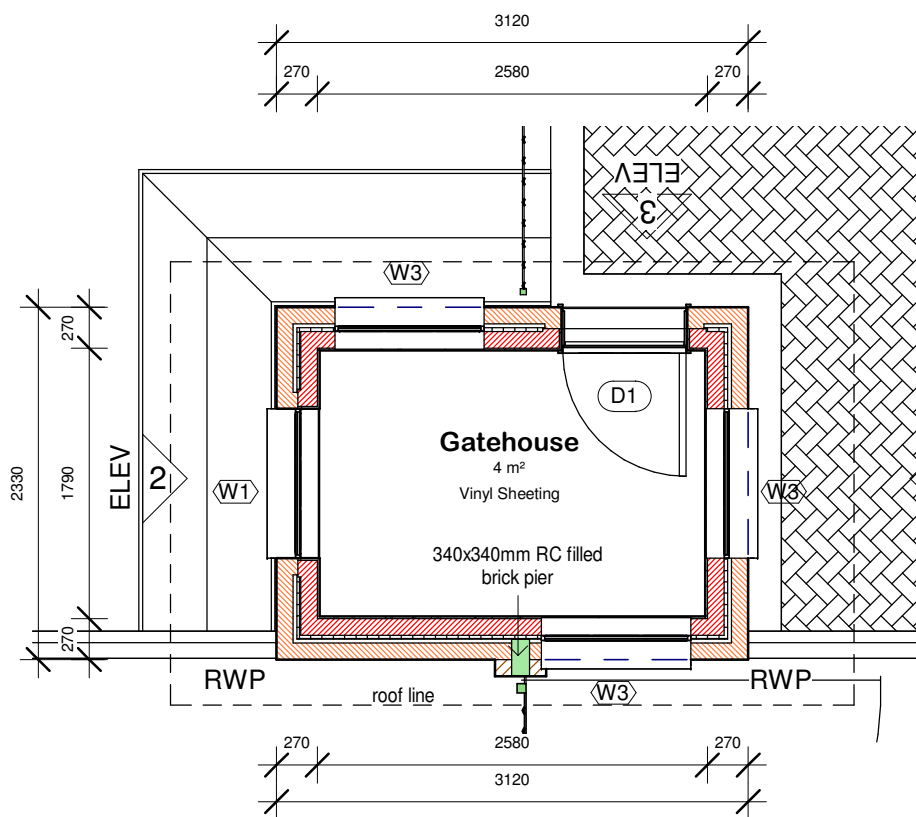 3120
270 2580 270
ELEV
3
W3
270
D1
Gatehouse
4 m²
Vinyl Sheeting
2330
1790
ELEV
2
W1
W3
340x340mm RC filled
brick pier
270
RWP
RWP
roof line
W3
270 2580 270
3120